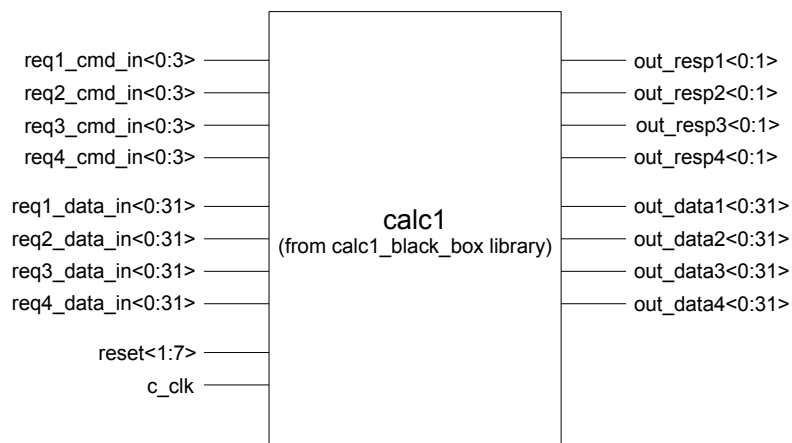 req1_cmd_in<0:3>
req2_cmd_in<0:3>
req3_cmd_in<0:3>
req4_cmd_in<0:3>
req1_data_in<0:31>
req2_data_in<0:31>
req3_data_in<0:31>
req4_data_in<0:31>
reset<1:7>
c_clk
calc1
(from calc1_black_box library)
out_resp1<0:1>
out_resp2<0:1>
out_resp3<0:1>
out_resp4<0:1>
out_data1<0:31>
out_data2<0:31>
out_data3<0:31>
out_data4<0:31>